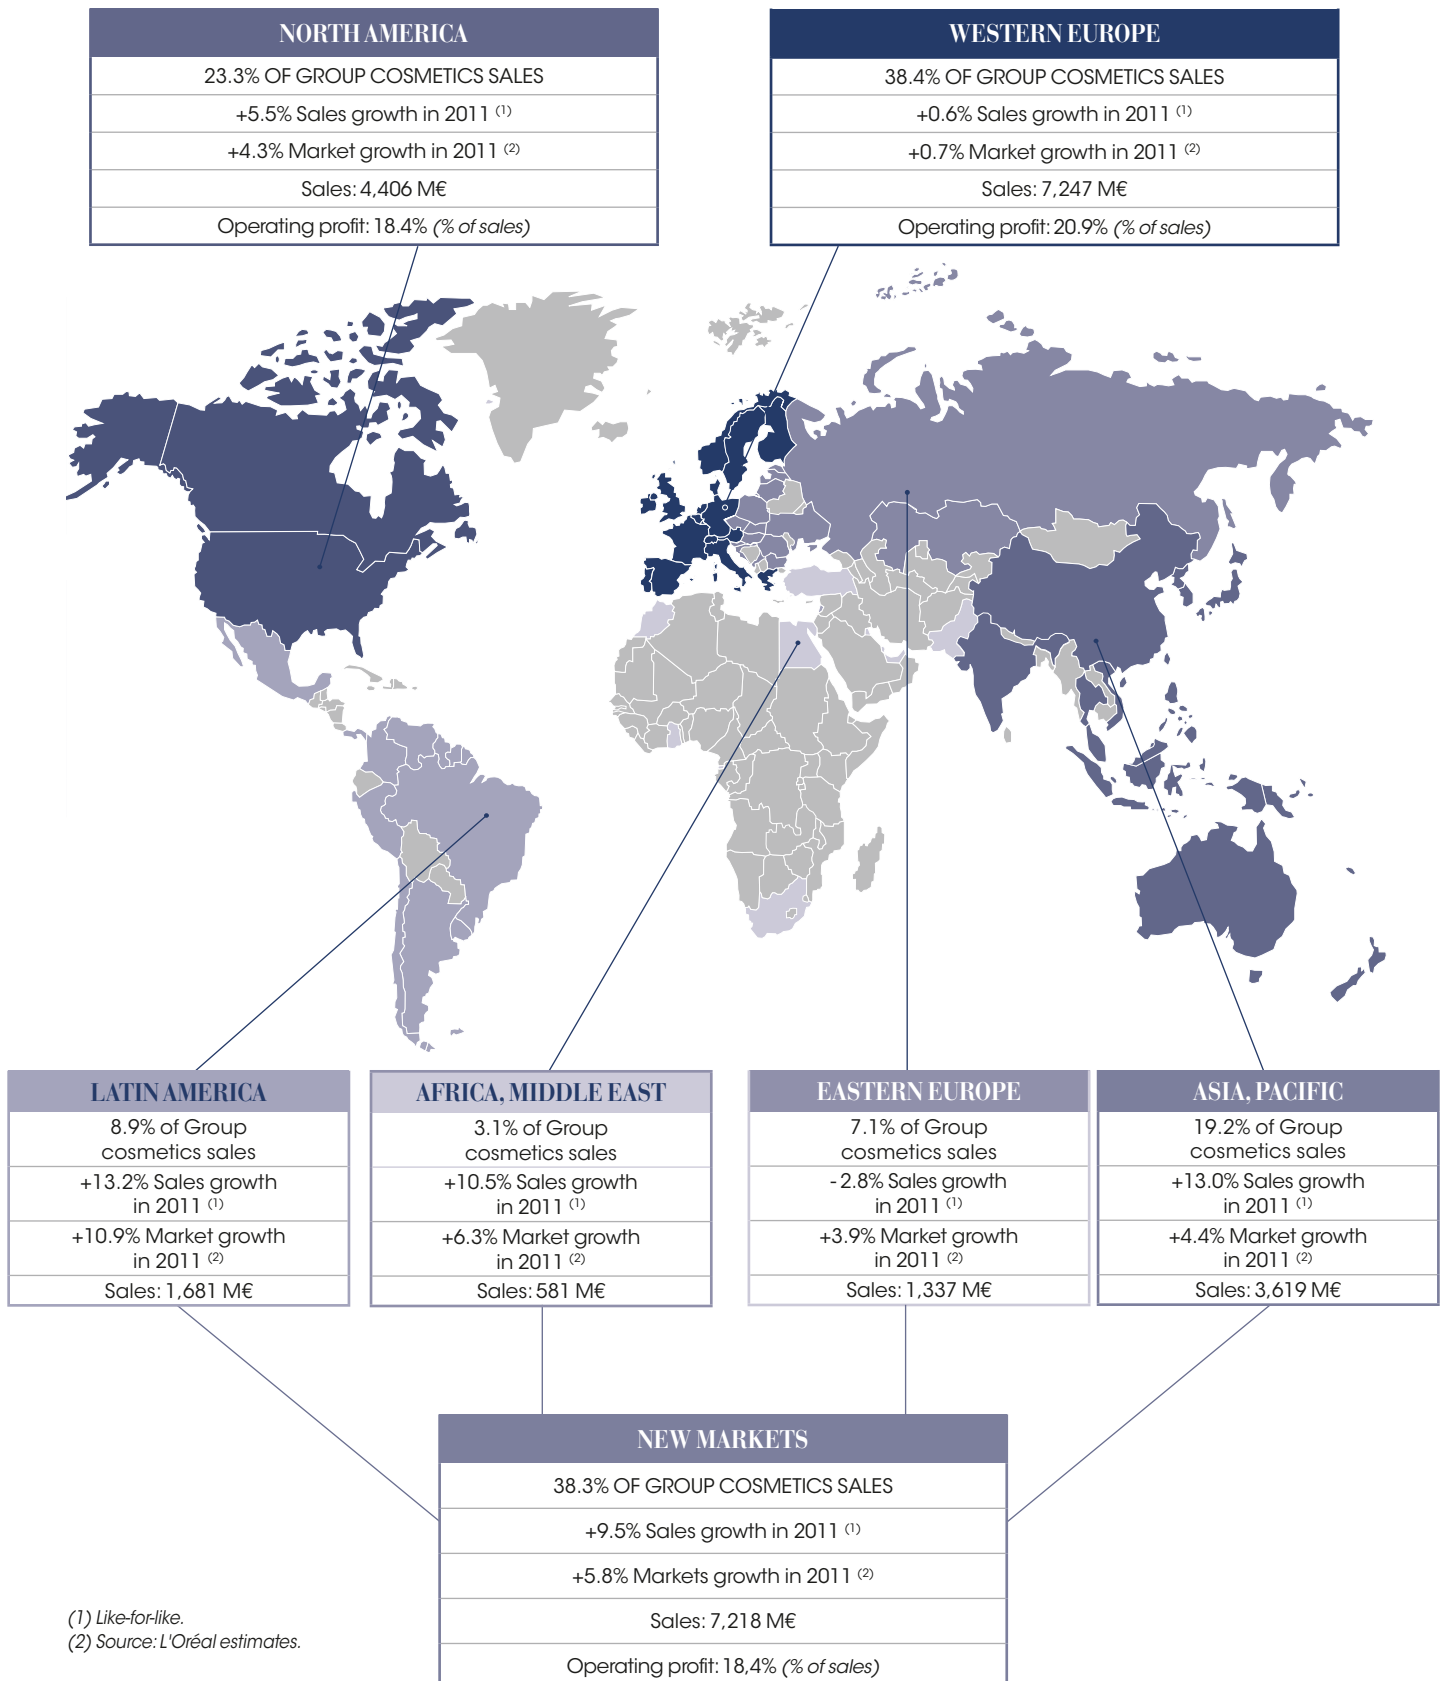 NORTH AMERICA
23.3% OF GROUP COSMETICS SALES
+5.5% Sales growth in 2011 (1)
+4.3% Market growth in 2011 (2)
Sales: 4,406 M€
Operating profit: 18.4% (% of sales)
WESTERN EUROPE
38.4% OF GROUP COSMETICS SALES
+0.6% Sales growth in 2011 (1)
+0.7% Market growth in 2011 (2)
Sales: 7,247 M€
Operating profit: 20.9% (% of sales)
LATIN AMERICA
8.9% of Group
cosmetics sales
+13.2% Sales growth
in 2011 (1)
+10.9% Market growth
in 2011 (2)
Sales: 1,681 M€
AFRICA, MIDDLE EAST
3.1% of Group
cosmetics sales
+10.5% Sales growth
in 2011 (1)
+6.3% Market growth
in 2011 (2)
Sales: 581 M€
EASTERN EUROPE
7.1% of Group
cosmetics sales
-2.8% Sales growth
in 2011 (1)
+3.9% Market growth
in 2011 (2)
Sales: 1,337 M€
ASIA, PACIFIC
19.2% of Group
cosmetics sales
+13.0% Sales growth
in 2011 (1)
+4.4% Market growth
in 2011 (2)
Sales: 3,619 M€
NEW MARKETS
38.3% OF GROUP COSMETICS SALES
+9.5% Sales growth in 2011 (1)
+5.8% Markets growth in 2011 (2)
Sales: 7,218 M€
Operating profit: 18,4% (% of sales)
(1) Like-for-like.
(2) Source: L'Oréal estimates.